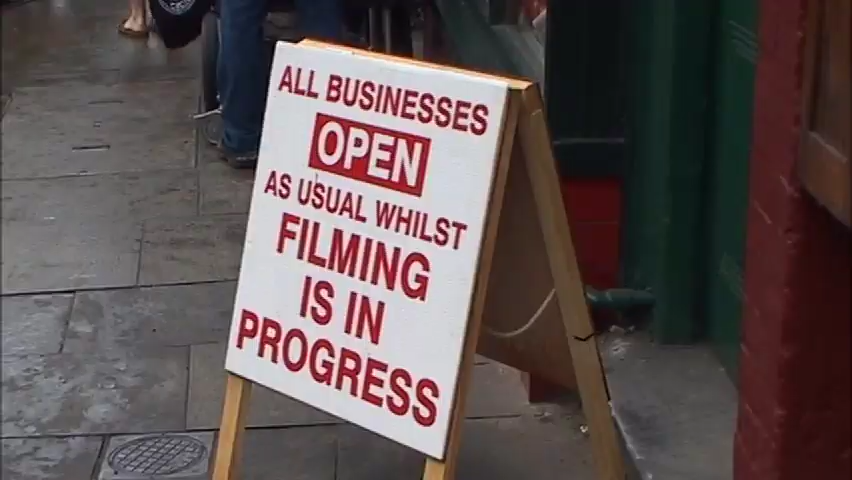 ALL BUSINESSES
OPEN
AS USUAL WHILST
FILMING
IS IN
PROGRESS